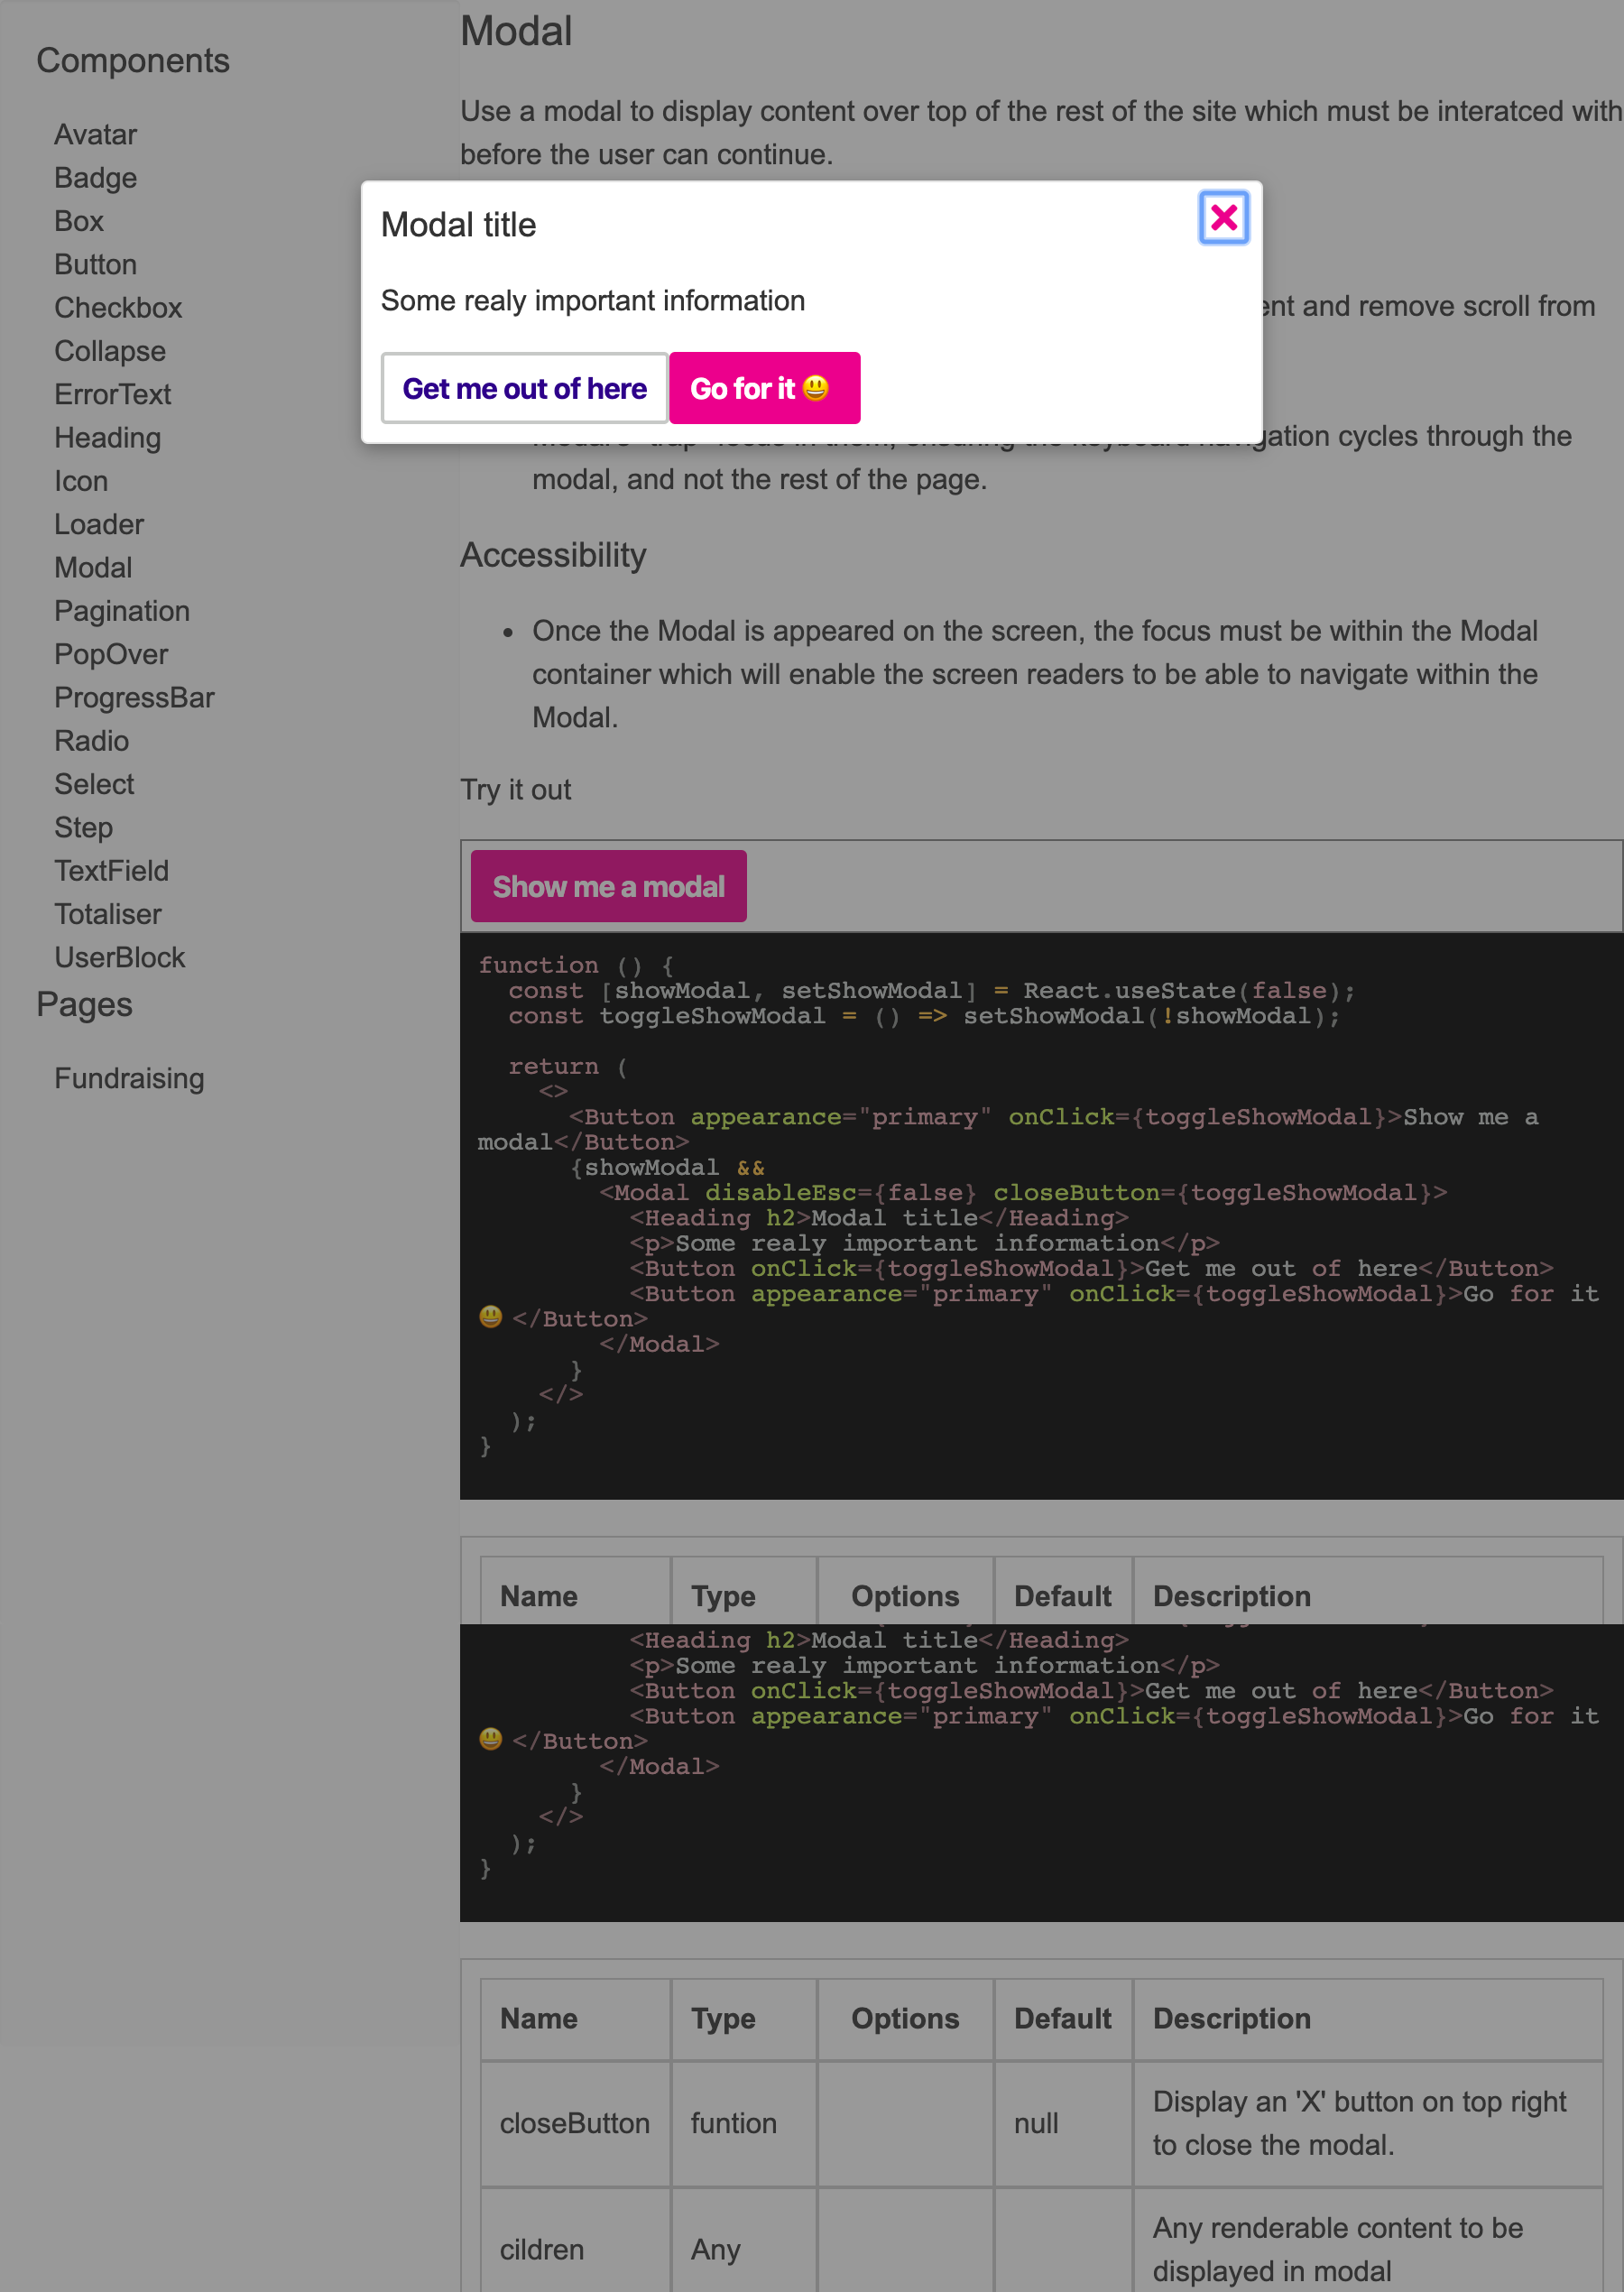 Components
Avatar
Badge
Box
Button
Checkbox
Collapse
ErrorText
Heading
Icon
Loader
Modal
Pagination
PopOver
ProgressBar
Radio
Select
Step
TextField
Totaliser
UserBlock
Pages
Fundraising
Modal
Use a modal to display content over top of the rest of the site which must be interatced with
before the user can continue.
Modal title
Some realy important information
Get me out of here
Go for it 😃
and remove scroll from
cycles through the
modal, and not the rest of the page.
Accessibility
• Once the Modal is appeared on the screen, the focus must be within the Modal
container which will enable the screen readers to be able to navigate within the
Modal.
Try it out
Show me a modal
function () {
  const [showModal, setShowModal] = React.useState(false);
  const toggleShowModal = () => setShowModal(!showModal);
  return (
    <>
      <Button appearance="primary" onClick={toggleShowModal}>Show me a
modal</Button>
      {showModal &&
        <Modal disableEsc={false} closeButton={toggleShowModal}>
          <Heading h2>Modal title</Heading>
          <p>Some realy important information</p>
          <Button onClick={toggleShowModal}>Get me out of here</Button>
          <Button appearance="primary" onClick={toggleShowModal}>Go for it
😃 </Button>
        </Modal>
      }
    </>
  );
}
Name Type Options Default Description
          <Heading h2>Modal title</Heading>
          <p>Some realy important information</p>
          <Button onClick={toggleShowModal}>Get me out of here</Button>
          <Button appearance="primary" onClick={toggleShowModal}>Go for it
😃 </Button>
        </Modal>
      }
    </>
  );
}
Name Type Options Default Description
closeButton funtion null Display an 'X' button on top right
to close the modal.
cildren Any Any renderable content to be
displayed in modal